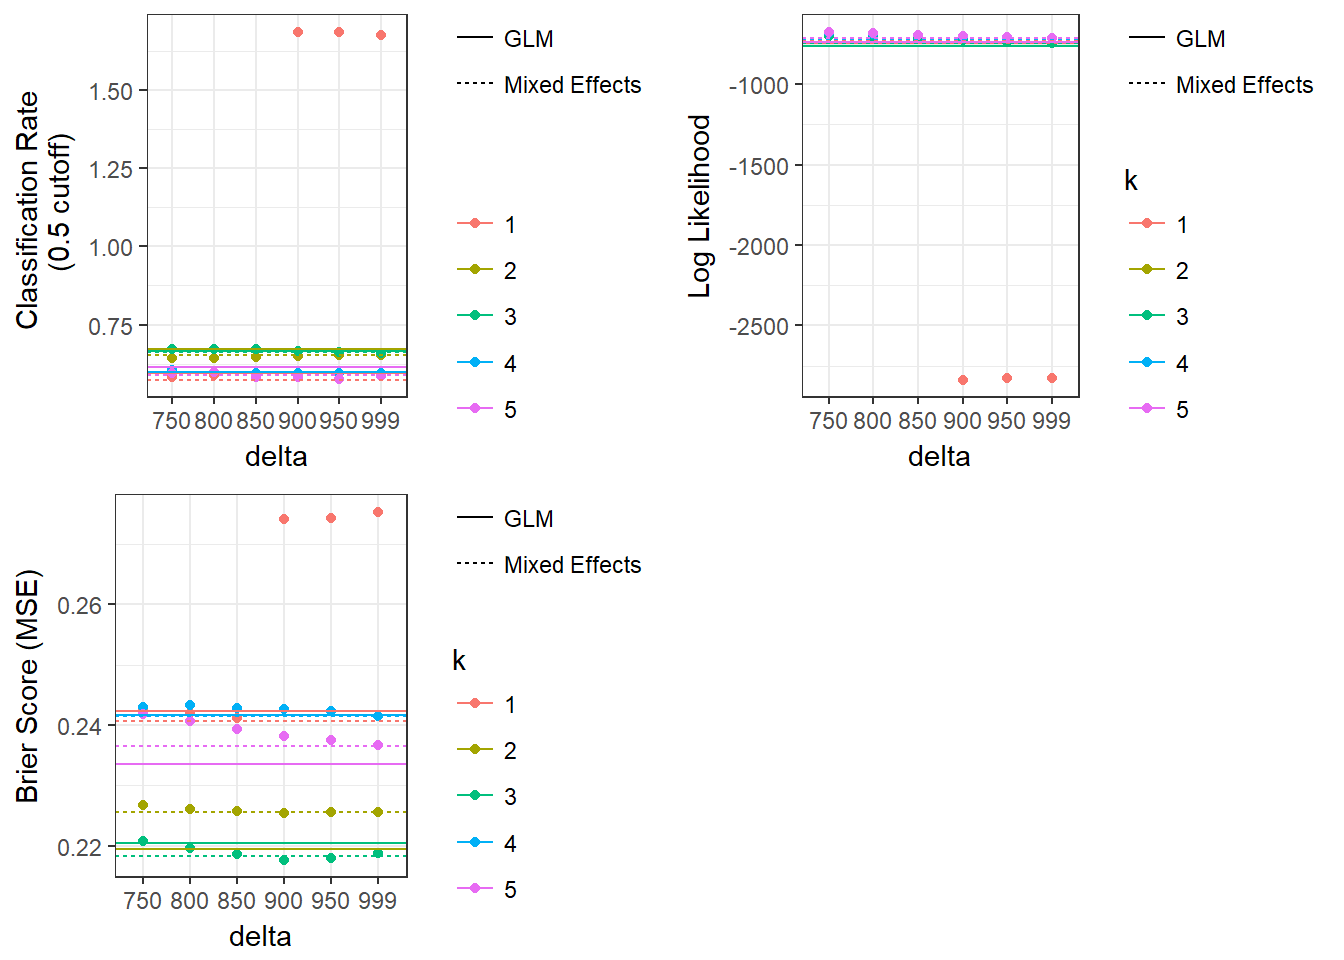 Classification Rate
(0.5 cutoff)
1.50
1.25
1.00
0.75
750 800 850 900 950 999
delta
GLM
Mixed Effects
1
2
3
4
5
Log Likelihood
-1000
-1500
-2000
-2500
750 800 850 900 950 999
delta
GLM
Mixed Effects
k
1
2
3
4
5
Brier Score (MSE)
0.26
0.24
0.22
750 800 850 900 950 999
delta
GLM
Mixed Effects
k
1
2
3
4
5